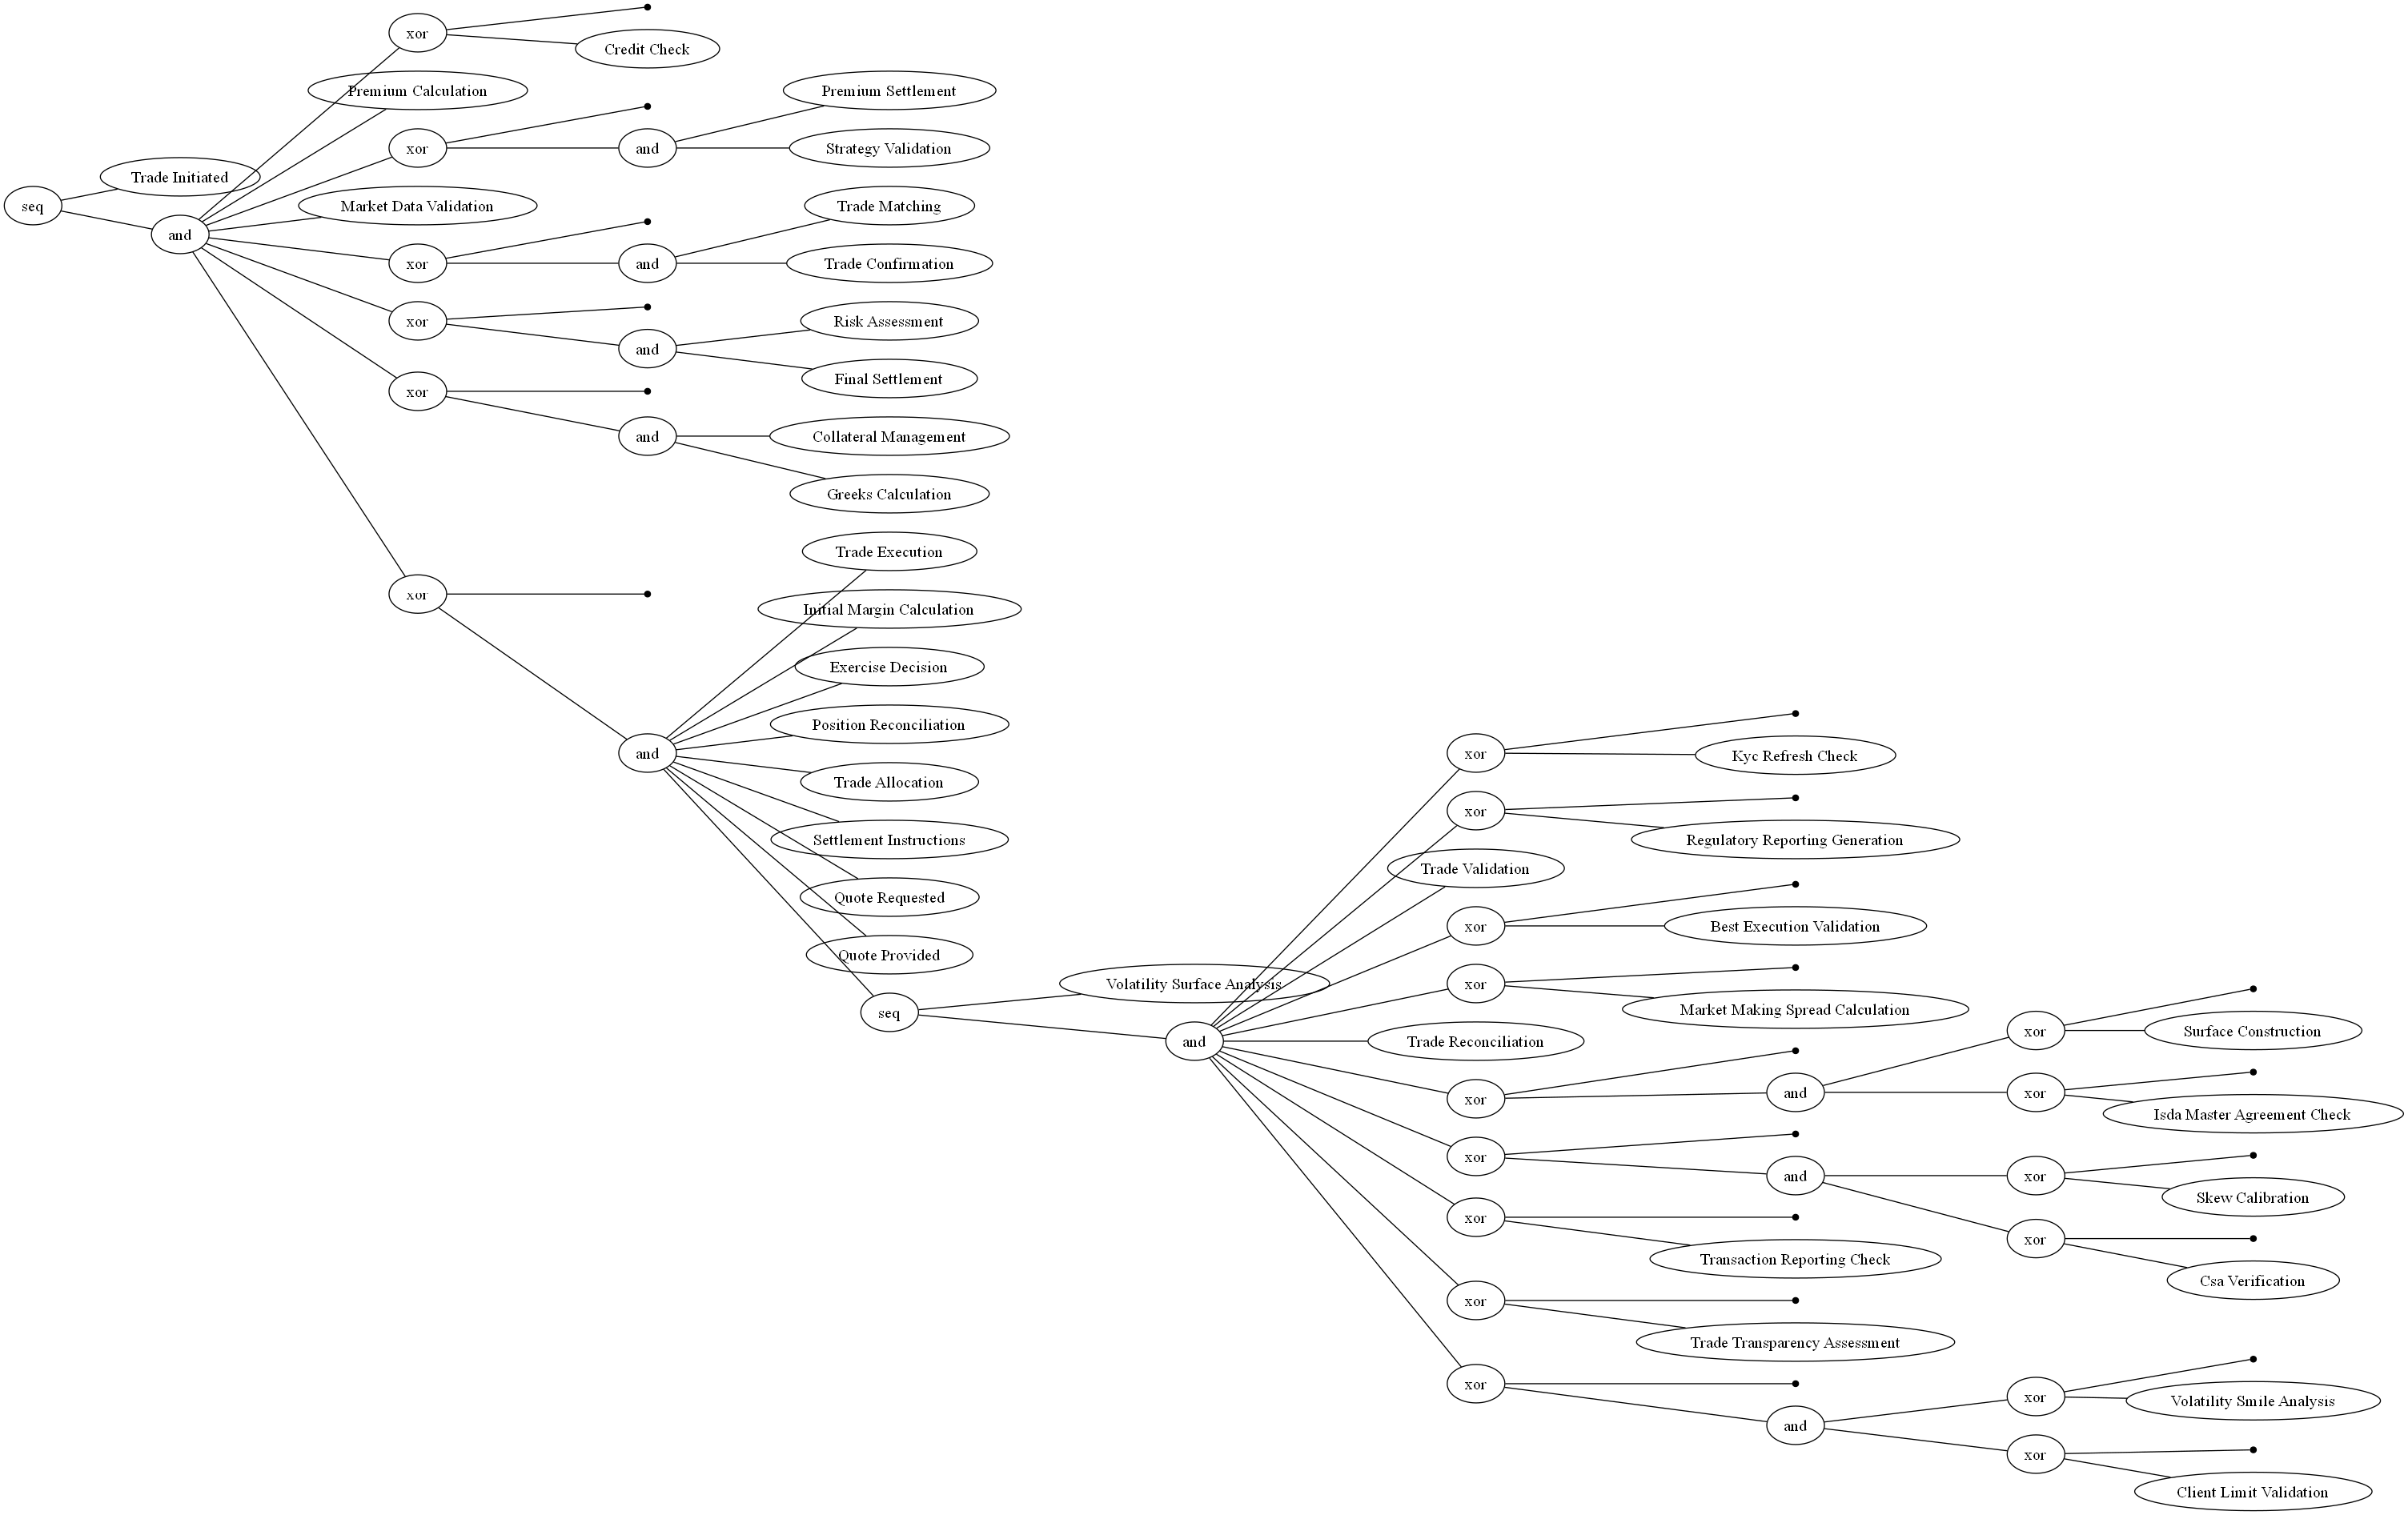 seq
Trade Initiated
and
xor
Credit Check
Premium Calculation
xor
and
Premium Settlement
Strategy Validation
Market Data Validation
xor
and
Trade Matching
Trade Confirmation
xor
and
Risk Assessment
Final Settlement
xor
and
Collateral Management
Greeks Calculation
xor
and
Trade Execution
Initial Margin Calculation
Exercise Decision
Position Reconciliation
Trade Allocation
Settlement Instructions
Quote Requested
Quote Provided
seq
Volatility Surface Analysis
and
xor
Kyc Refresh Check
xor
Regulatory Reporting Generation
Trade Validation
xor
Best Execution Validation
xor
Market Making Spread Calculation
Trade Reconciliation
xor
and
xor
Surface Construction
xor
Isda Master Agreement Check
xor
and
xor
Skew Calibration
xor
Csa Verification
xor
Transaction Reporting Check
xor
Trade Transparency Assessment
xor
and
xor
Volatility Smile Analysis
xor
Client Limit Validation